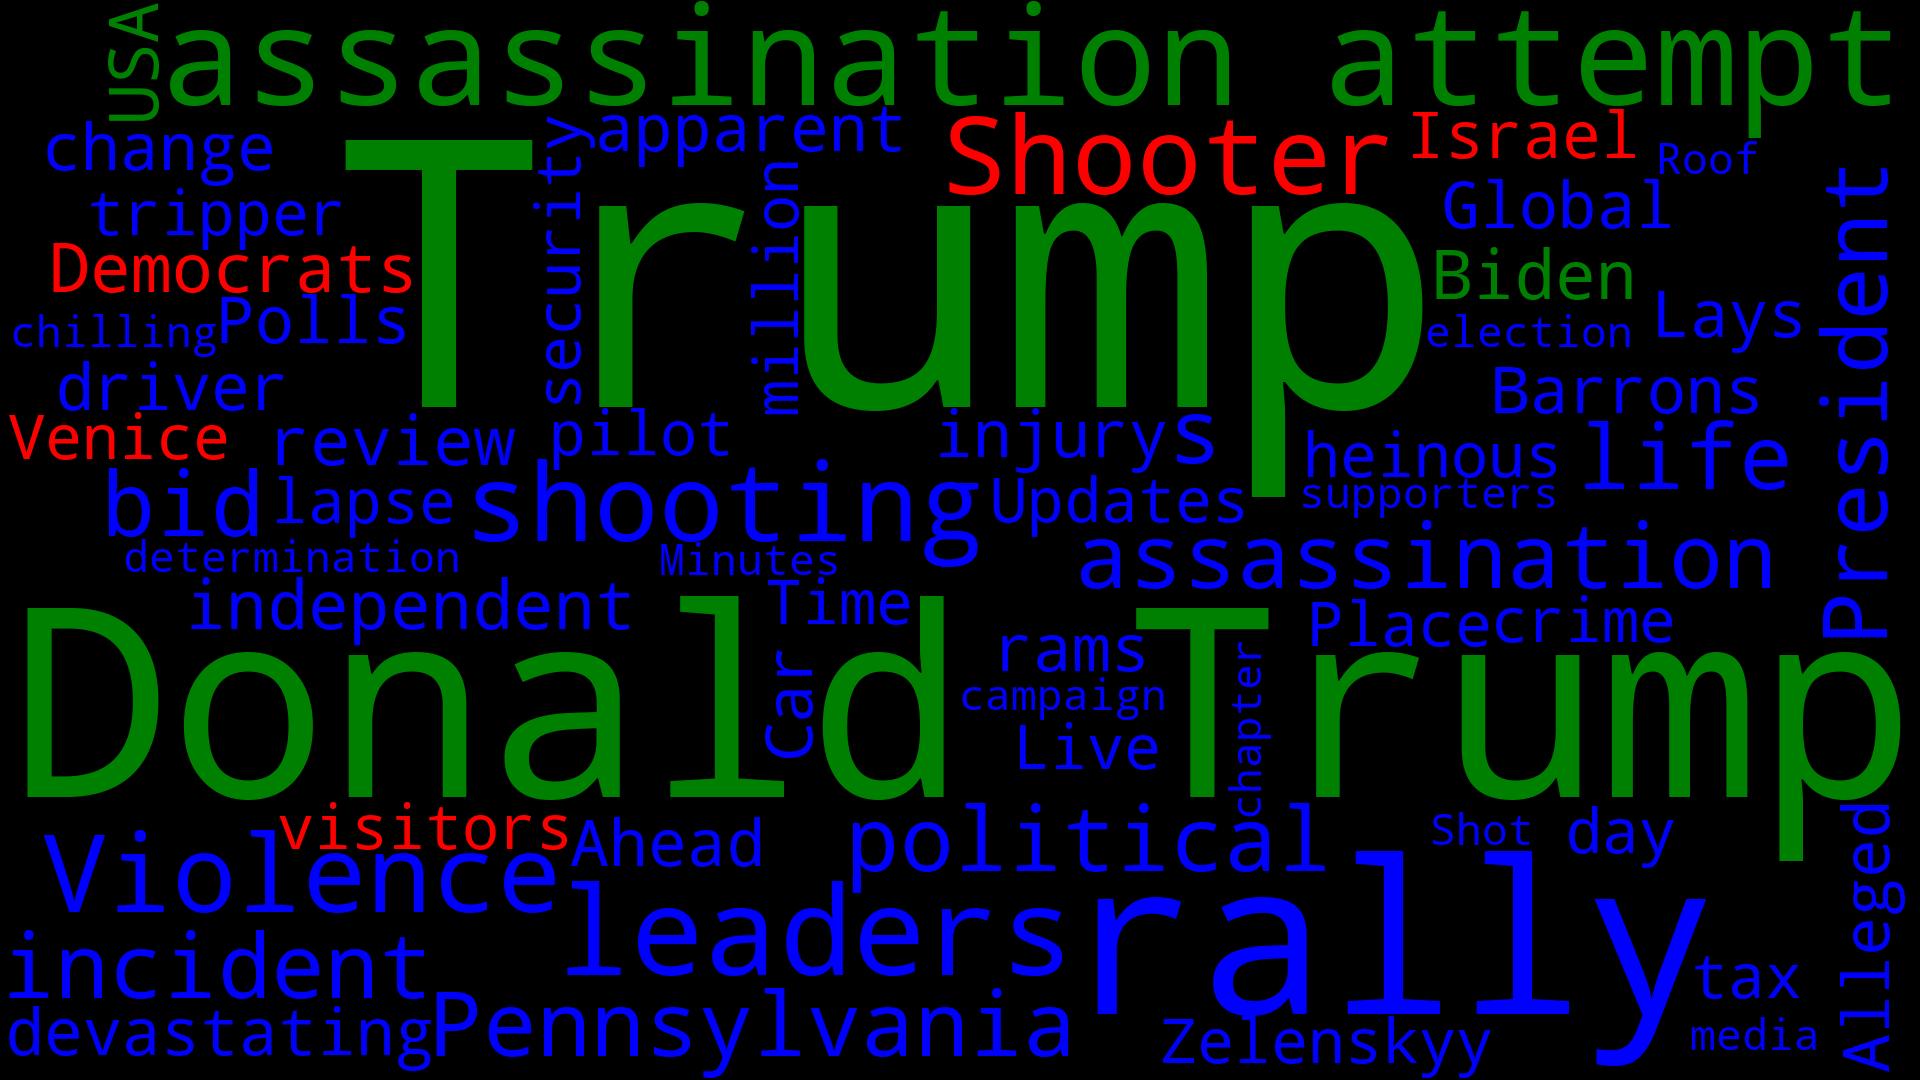 USA
assassination attempt
change
security
apparent
Shooter
Israel
Roof
Trump
tripper
million
Global
President
Democrats
Biden
chilling
Polls
election
Lays
driver
Barrons
Venice
review
pilot
injury
s
heinous
life
bid
lapse
shooting
Updates
supporters
determination
Minutes
assassination
independent
Time
Place
crime
Donald Trump
Car
rams
campaign
chapter
Live
visitors
Ahead
political
Shot
day
Violence
Alleged
leaders
rally
incident
tax
devastating
Pennsylvania
Zelenskyy
media